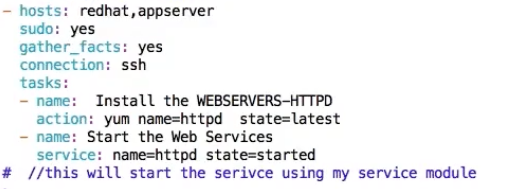 - hosts: redhat,appserver
  sudo: yes
  gather_facts: yes
  connection: ssh
  tasks:
  - name:  Install the WEBSERVERS-HTTPD
    action: yum name=httpd  state=latest
  - name: Start the Web Services
    service: name=httpd state=started
#  //this will start the serivce using my service module